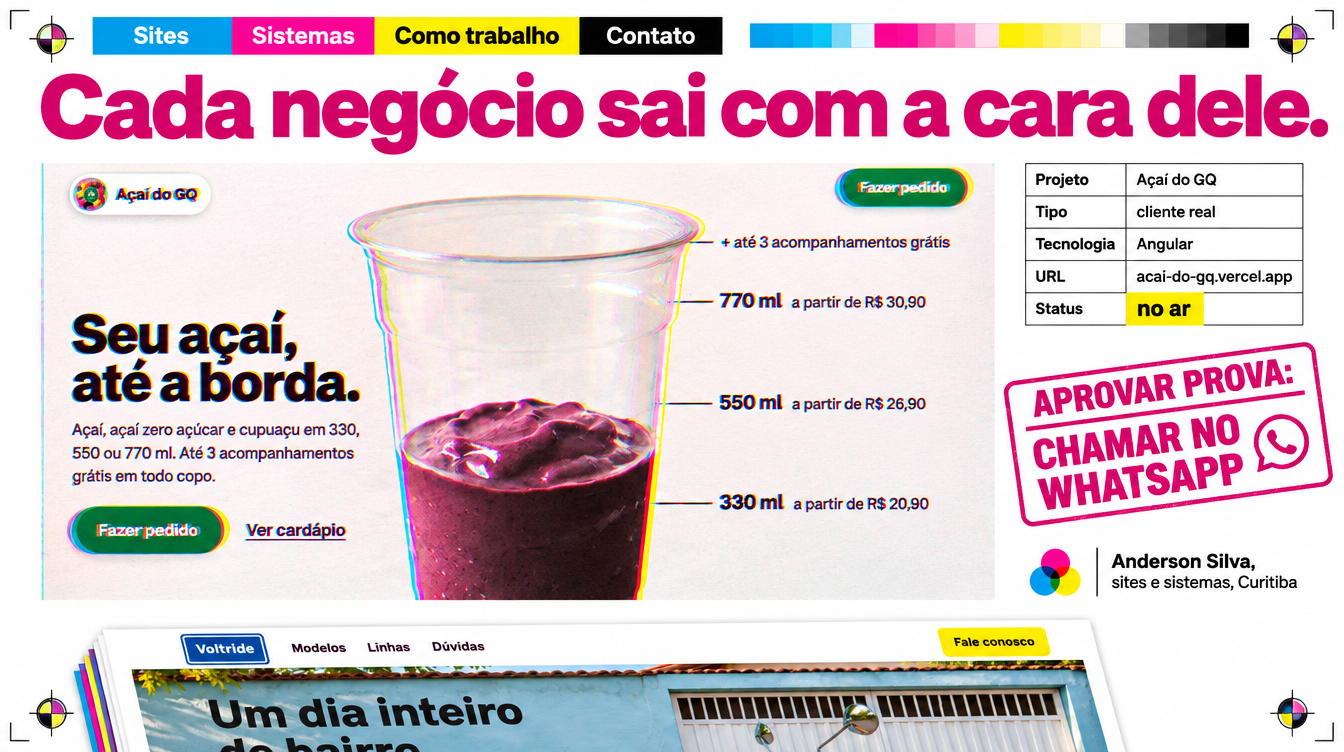 Sites
Sistemas
Como trabalho
Contato
Cada negócio sai com a cara dele.
Açaí do GQ
Fazer pedido
Seu açaí,
até a borda.
Açaí, açaí zero açúcar e cupuaçu em 330,
550 ou 770 ml. Até 3 acompanhamentos
grátis em todo copo.
Fazer pedido
Ver cardápio
+ até 3 acompanhamentos grátis
770 ml a partir de R$ 30,90
550 ml a partir de R$ 26,90
330 ml a partir de R$ 20,90
Projeto Açaí do GQ
Tipo cliente real
Tecnologia Angular
URL acai-do-gq.vercel.app
Status no ar
APROVAR PROVA:
CHAMAR NO
WHATSAPP
Anderson Silva,
sites e sistemas, Curitiba
Voltride
Modelos
Linhas
Dúvidas
Fale conosco
Um dia inteiro
de bairro